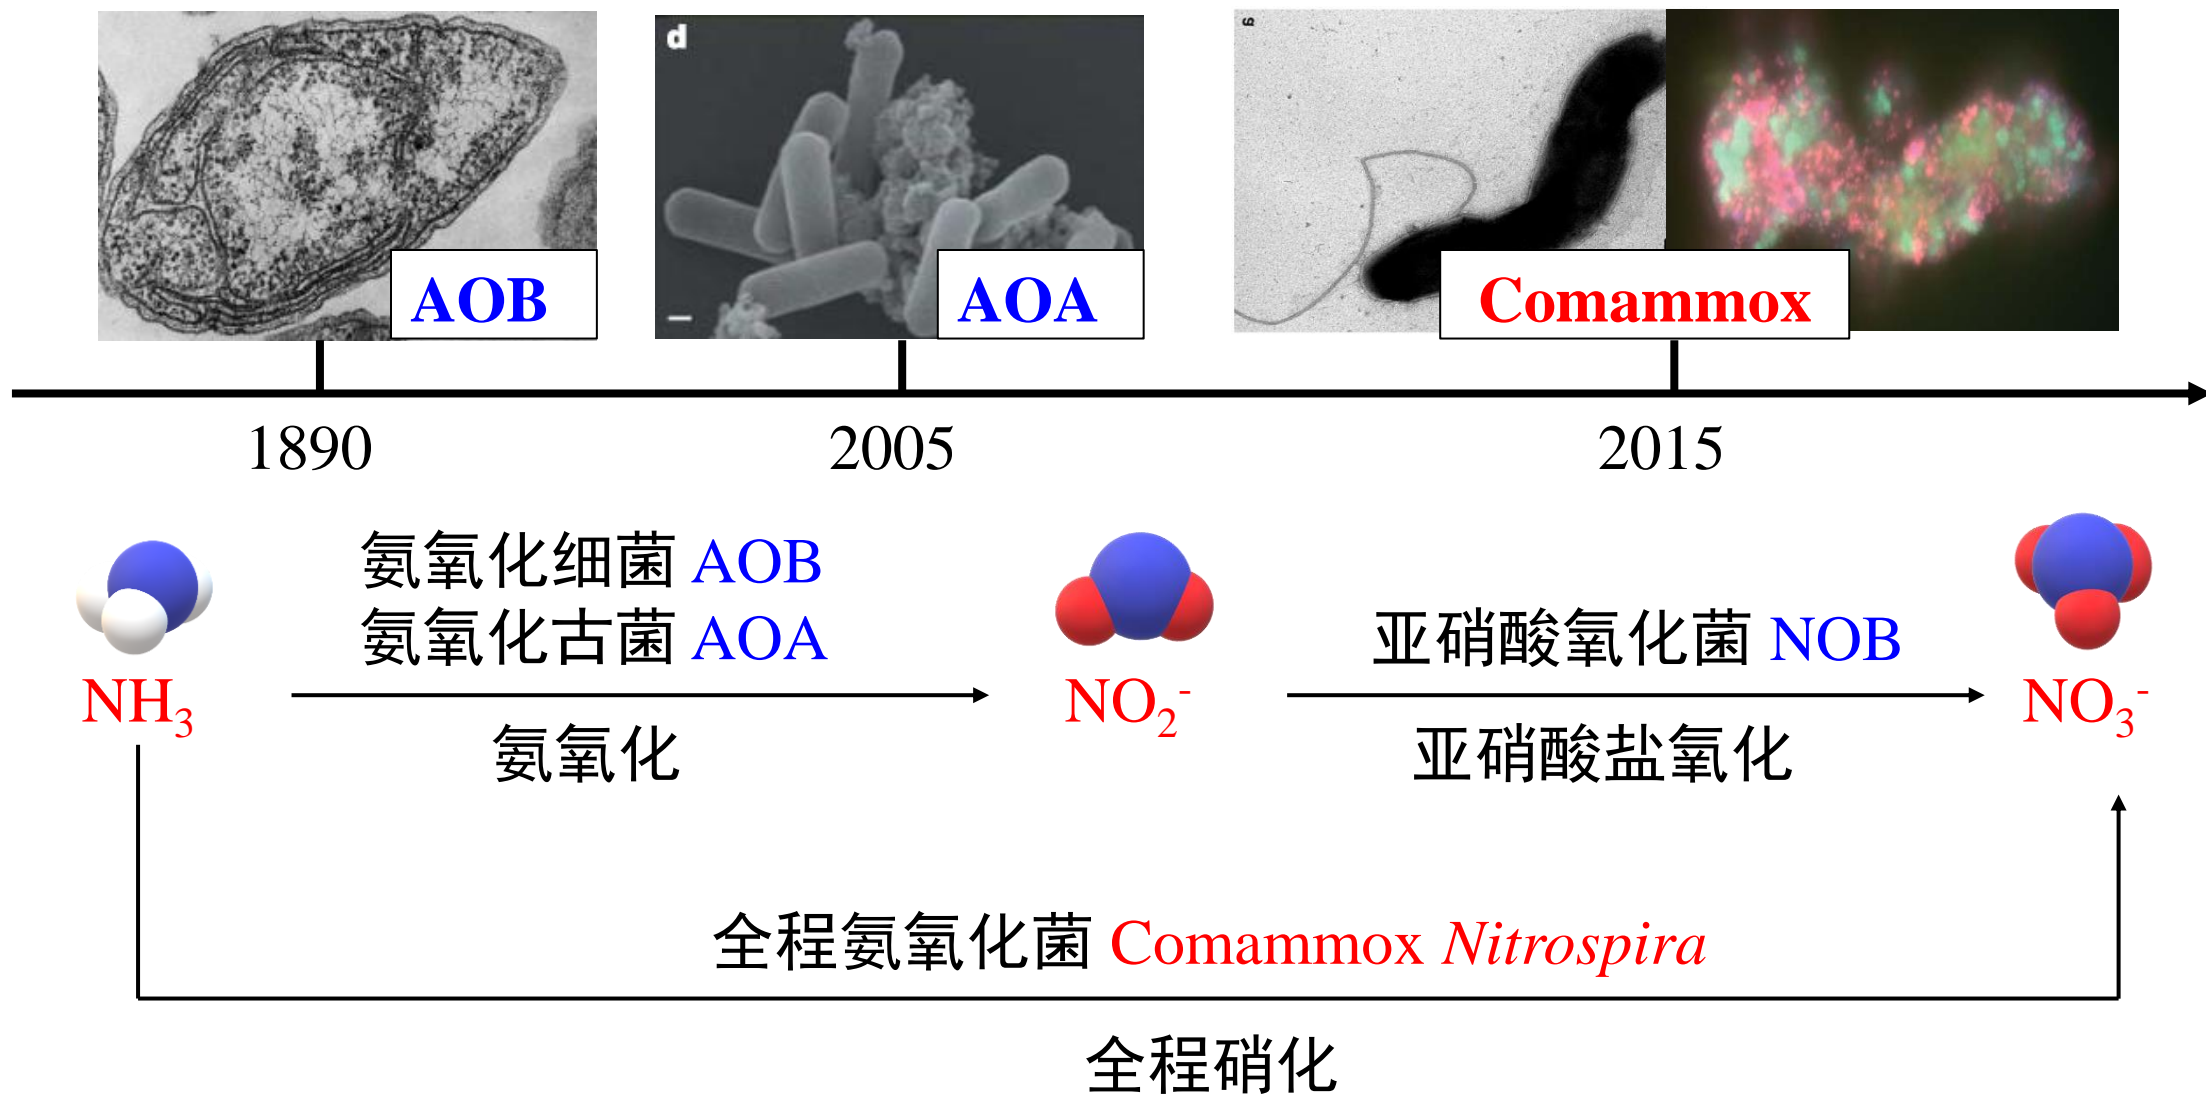 d
a
AOB
AOA
Comammox
1890
2005
2015
氨氧化细菌 AOB
氨氧化古菌 AOA
亚硝酸氧化菌 NOB
NH₃
NO₂⁻
NO₃⁻
氨氧化
亚硝酸盐氧化
全程氨氧化菌 Comammox Nitrospira
全程硝化